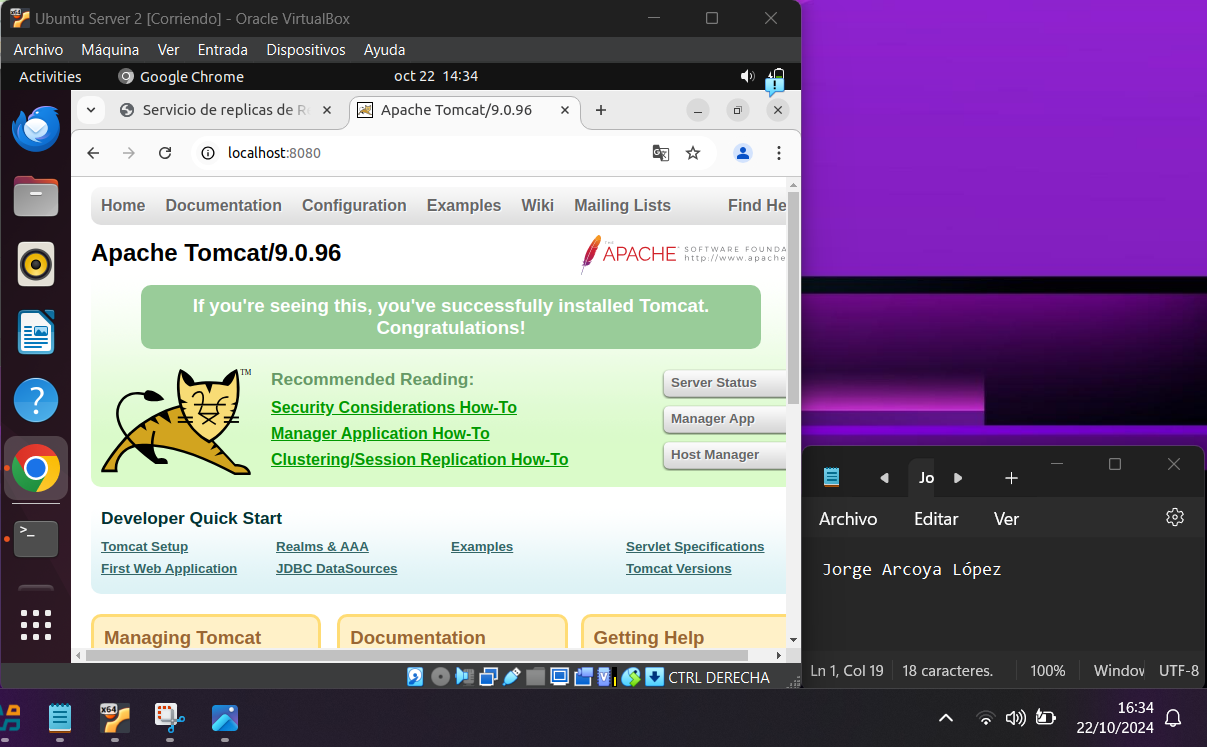 Ubuntu Server 2 [Corriendo] - Oracle VirtualBox
Archivo Máquina Ver Entrada Dispositivos Ayuda
Activities Google Chrome oct 22 14:34
Servicio de replicas de R Apache Tomcat/9.0.96
localhost:8080
Home Documentation Configuration Examples Wiki Mailing Lists Find He
Apache Tomcat/9.0.96
THE APACHE SOFTWARE FOUNDA
http://www.apache
If you're seeing this, you've successfully installed Tomcat.
Congratulations!
TM
Recommended Reading:
Security Considerations How-To
Manager Application How-To
Clustering/Session Replication How-To
Server Status
Manager App
Host Manager
Developer Quick Start
Tomcat Setup Realms & AAA Examples Servlet Specifications
First Web Application JDBC DataSources Tomcat Versions
Managing Tomcat Documentation Getting Help
CTRL DERECHA
Jo
Archivo Editar Ver
Jorge Arcoya López
Ln 1, Col 19 18 caracteres. 100% Window UTF-8
x64
16:34
22/10/2024